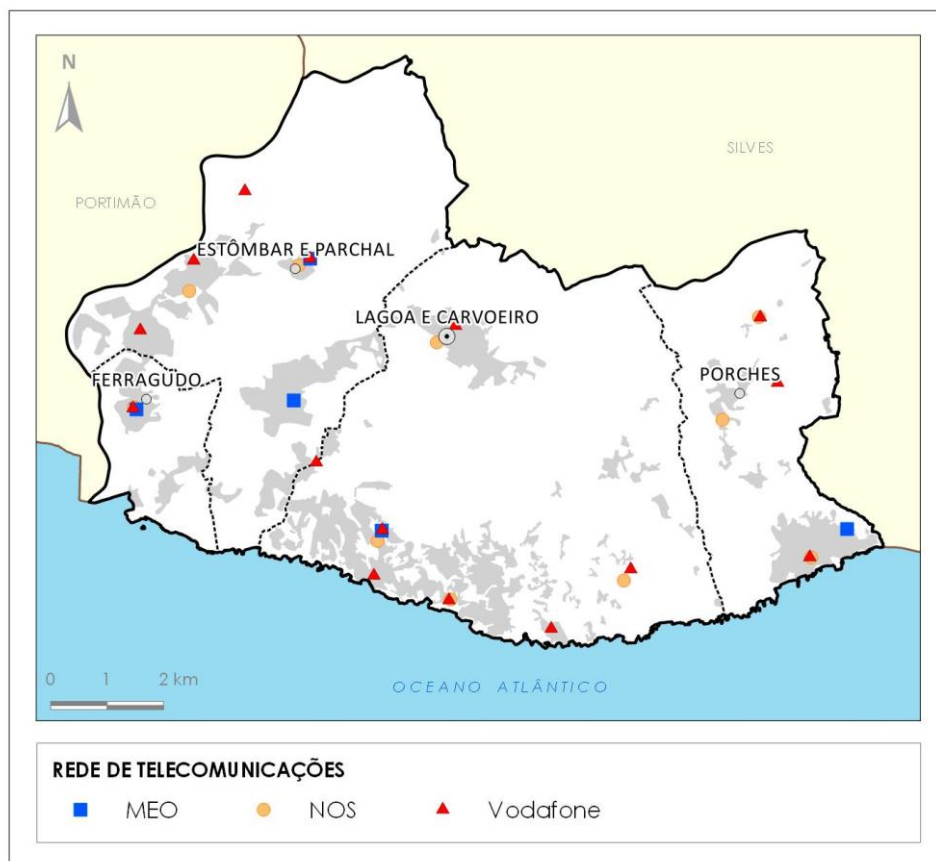 N
SILVES
PORTIMÃO
ESTÔMBAR E PARCHAL
LAGOA E CARVOEIRO
FERRAGUDO
PORCHES
0 1 2 km
OCEANO ATLÂNTICO
REDE DE TELECOMUNICAÇÕES
MEO NOS Vodafone